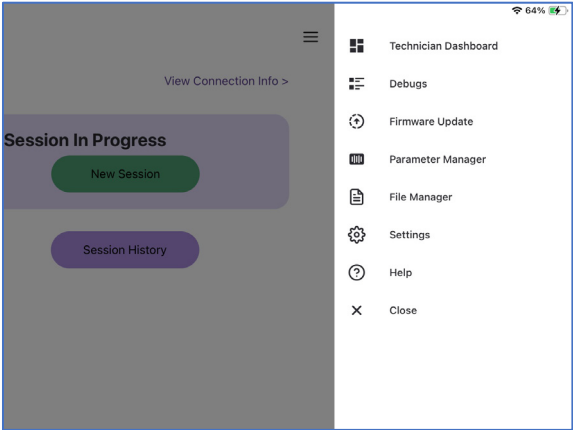 64%
View Connection Info >
Session In Progress
New Session
Session History
Technician Dashboard
Debugs
Firmware Update
Parameter Manager
File Manager
Settings
Help
Close